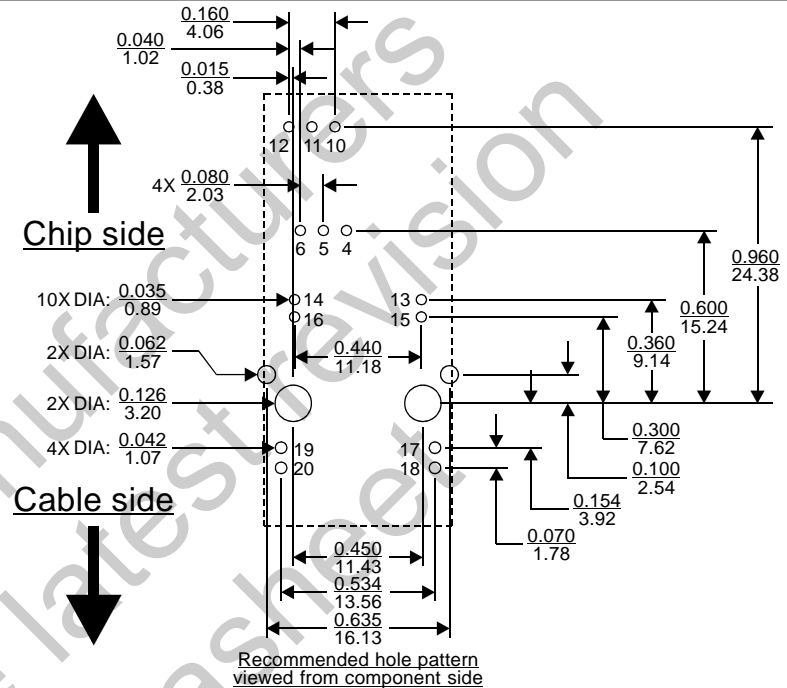 0.160
4.06
0.040
1.02
0.015
0.38
12 11 10
4X 0.080
2.03
Chip side
6 5 4
0.960
24.38
10X DIA: 0.035
0.89
14 13
16 15
0.600
15.24
2X DIA: 0.062
1.57
0.440
11.18
0.360
9.14
2X DIA: 0.126
3.20
4X DIA: 0.042
1.07
19 17
20 18
0.300
7.62
0.100
2.54
Cable side
0.154
3.92
0.070
1.78
0.450
11.43
0.534
13.56
0.635
16.13
Recommended hole pattern
viewed from component side
nufacturers
latest revision
asheet